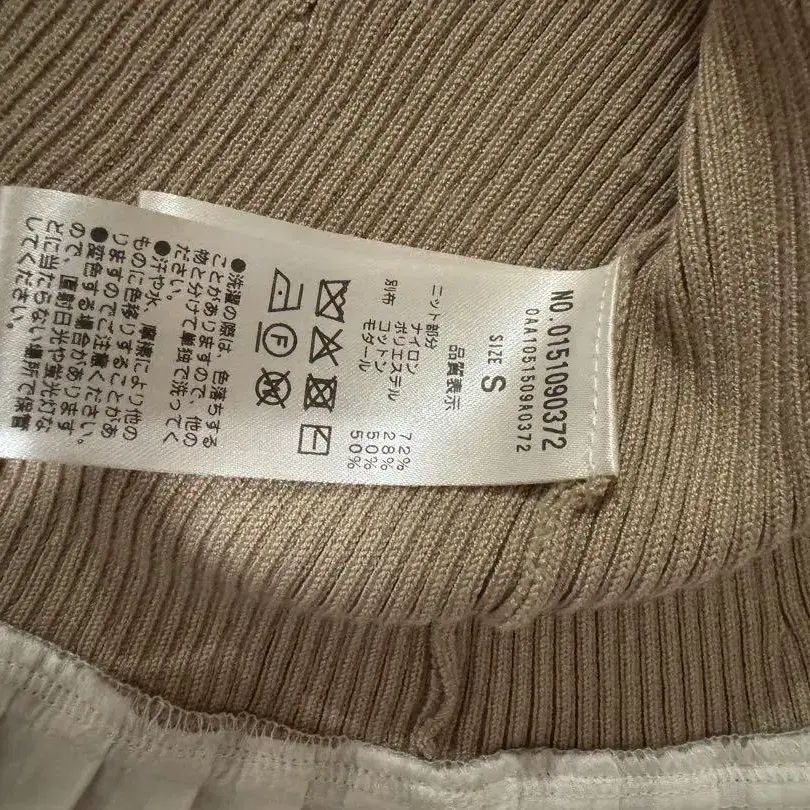 NO.0151090372
0AA1051509A0372
SIZE S
品質表示
ニット部分
ナイロン 72%
ポリエステル 28%
別布
コットン 50%
モダール 50%
F
●洗濯の際は、色落ちする
ことがありますので、他の
物と分けて単独で洗ってく
ださい。
●汗や水、摩擦により他の
ものに色移りすることがあ
りますのでご注意ください。
●変色する場合があります
ので、直射日光や蛍光灯な
どに当たらない場所で保管
してください。